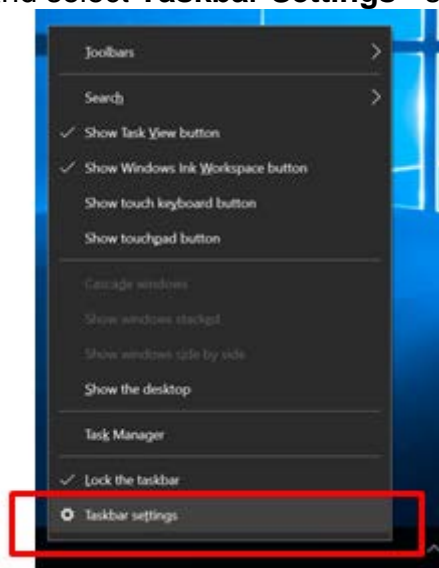 and select Taskbar Settings
Toolbars
Search
Show Task View button
Show Windows Ink Workspace button
Show touch keyboard button
Show touchpad button
Cascade windows
Show windows stacked
Show windows side by side
Show the desktop
Task Manager
Lock the taskbar
Taskbar settings